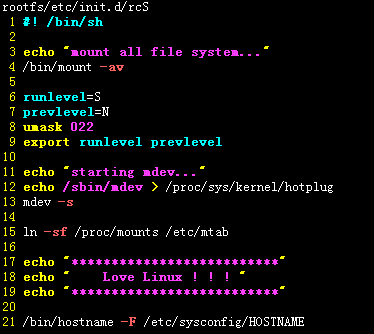 rootfs/etc/init.d/rcS
1 #! /bin/sh
2
3 echo "mount all file system..."
4 /bin/mount -av
5
6 runlevel=S
7 prevlevel=N
8 umask 022
9 export runlevel prevlevel
10
11 echo "starting mdev..."
12 echo /sbin/mdev > /proc/sys/kernel/hotplug
13 mdev -s
14
15 ln -sf /proc/mounts /etc/mtab
16
17 echo "***************************"
18 echo "    Love Linux ! ! ! "
19 echo "***************************"
20
21 /bin/hostname -F /etc/sysconfig/HOSTNAME